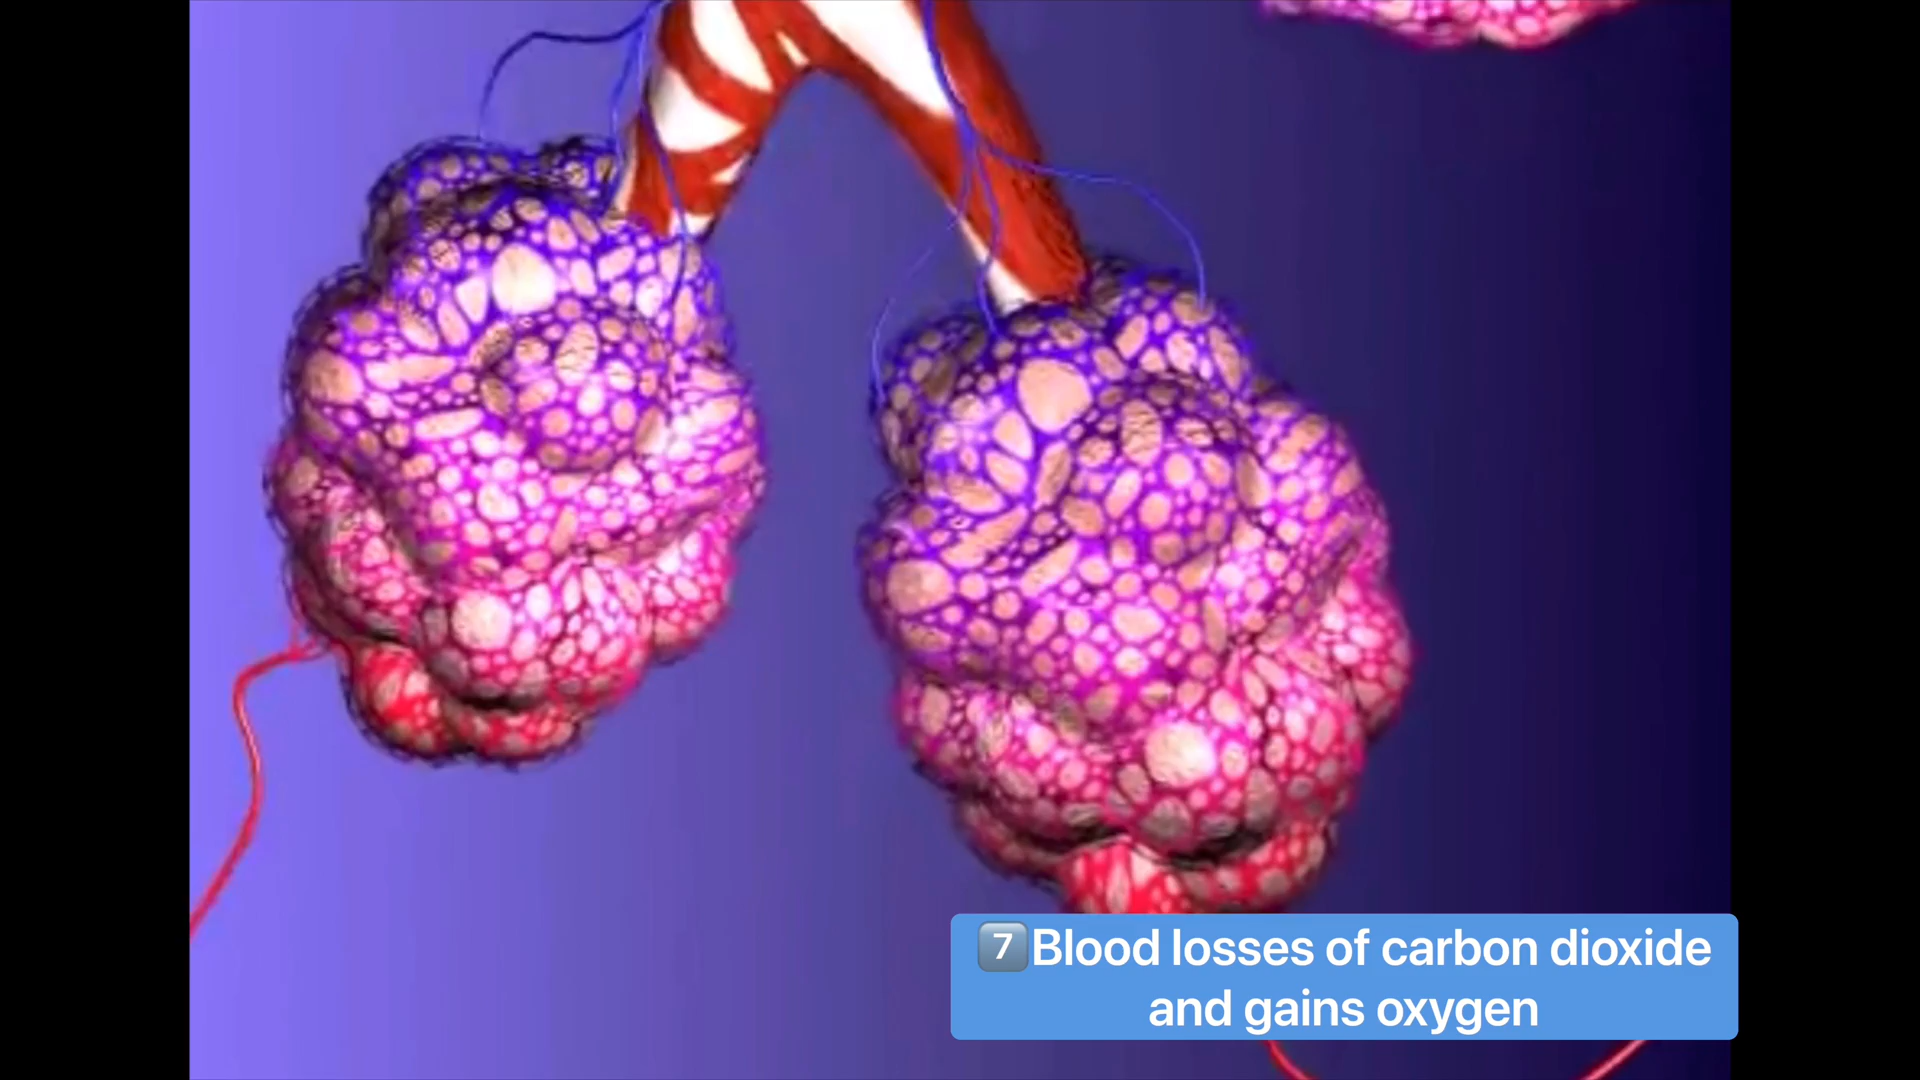 7️⃣Blood losses of carbon dioxide
and gains oxygen